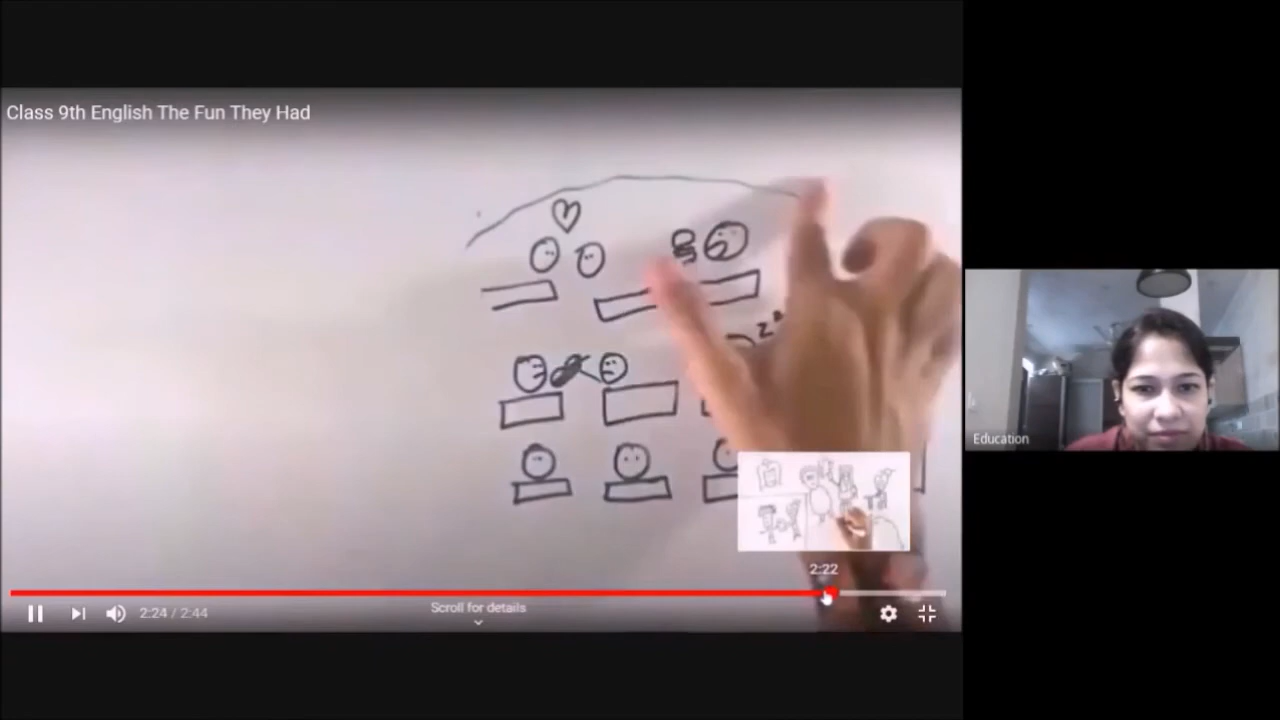 Class 9th English The Fun They Had
z z
Education
2:22
2:24 / 2:44
Scroll for details